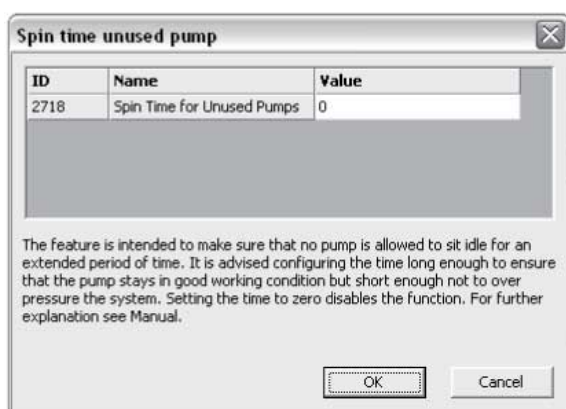 Spin time unused pump
ID Name Value
2718 Spin Time for Unused Pumps 0
The feature is intended to make sure that no pump is allowed to sit idle for an
extended period of time. It is advised configuring the time long enough to ensure
that the pump stays in good working condition but short enough not to over
pressure the system. Setting the time to zero disables the function. For further
explanation see Manual.
OK Cancel